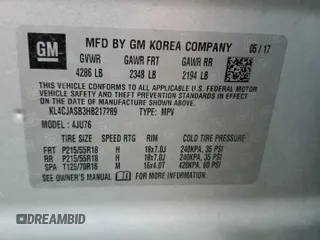 GM
MFD BY GM KOREA COMPANY 05/17
GVWR GAWR FRT GAWR RR
4286 LB 2348 LB 2194 LB
THIS VEHICLE CONFORMS TO ALL APPLICABLE U.S. FEDERAL MOTOR
VEHICLE SAFETY, BUMPER, AND THEFT PREVENTION STANDARDS IN EFFECT
ON THE DATE OF MANUFACTURE SHOWN ABOVE.
KL4CJASB3HB217289 TYPE: MPV
MODEL: 4JU76
TIRE SIZE SPEED RTG RIM COLD TIRE PRESSURE
FRT P215/55R18 H 18x7.0J 240KPA, 35 PSI
RR P215/55R18 H 18x7.0J 240KPA, 35 PSI
SPA T125/70R16 M 16x4.0T 420KPA, 60 PSI
SEE OWNER'S MANUAL FOR ADDITIONAL INFORMATION.
DREAMBID